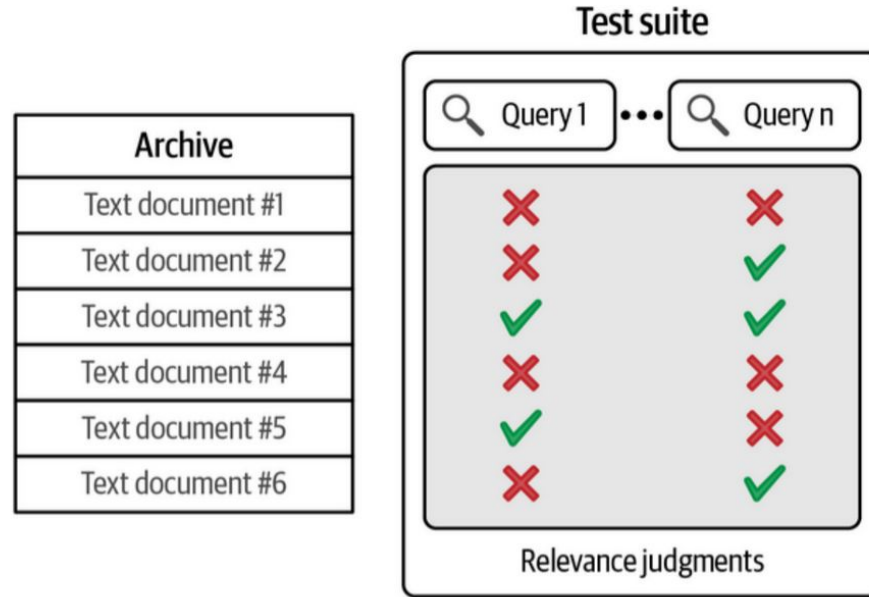 Test suite
Query 1 ••• Query n
Archive
Text document #1
Text document #2
Text document #3
Text document #4
Text document #5
Text document #6
Relevance judgments